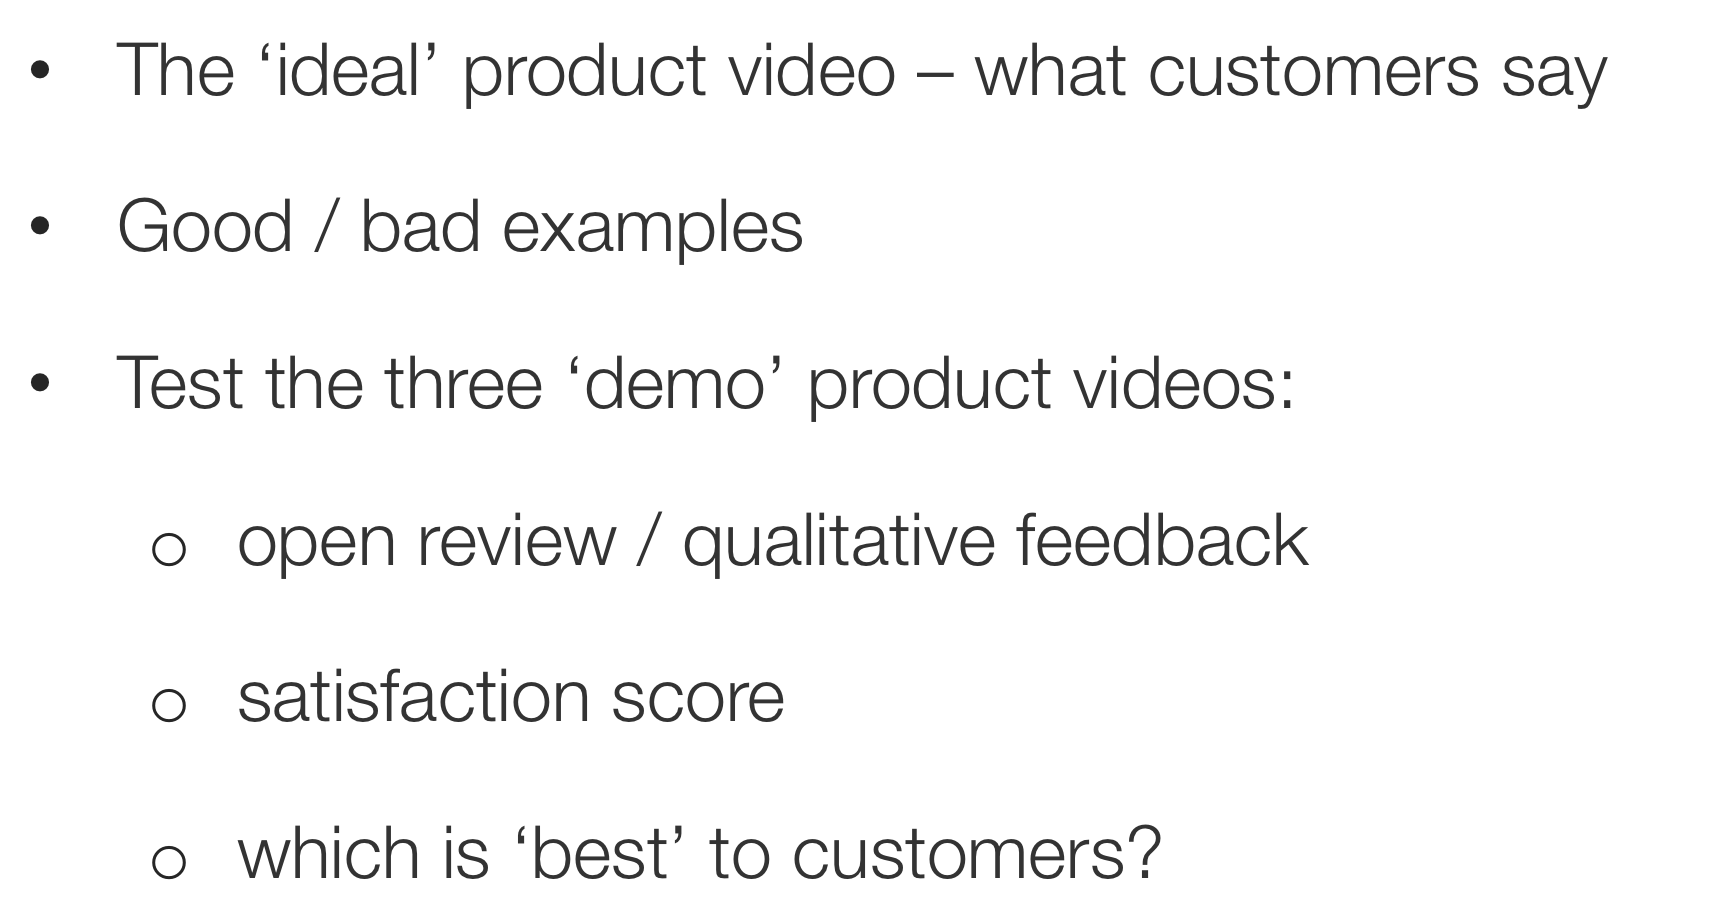 • The ‘ideal’ product video – what customers say
• Good / bad examples
• Test the three ‘demo’ product videos:
o open review / qualitative feedback
o satisfaction score
o which is ‘best’ to customers?